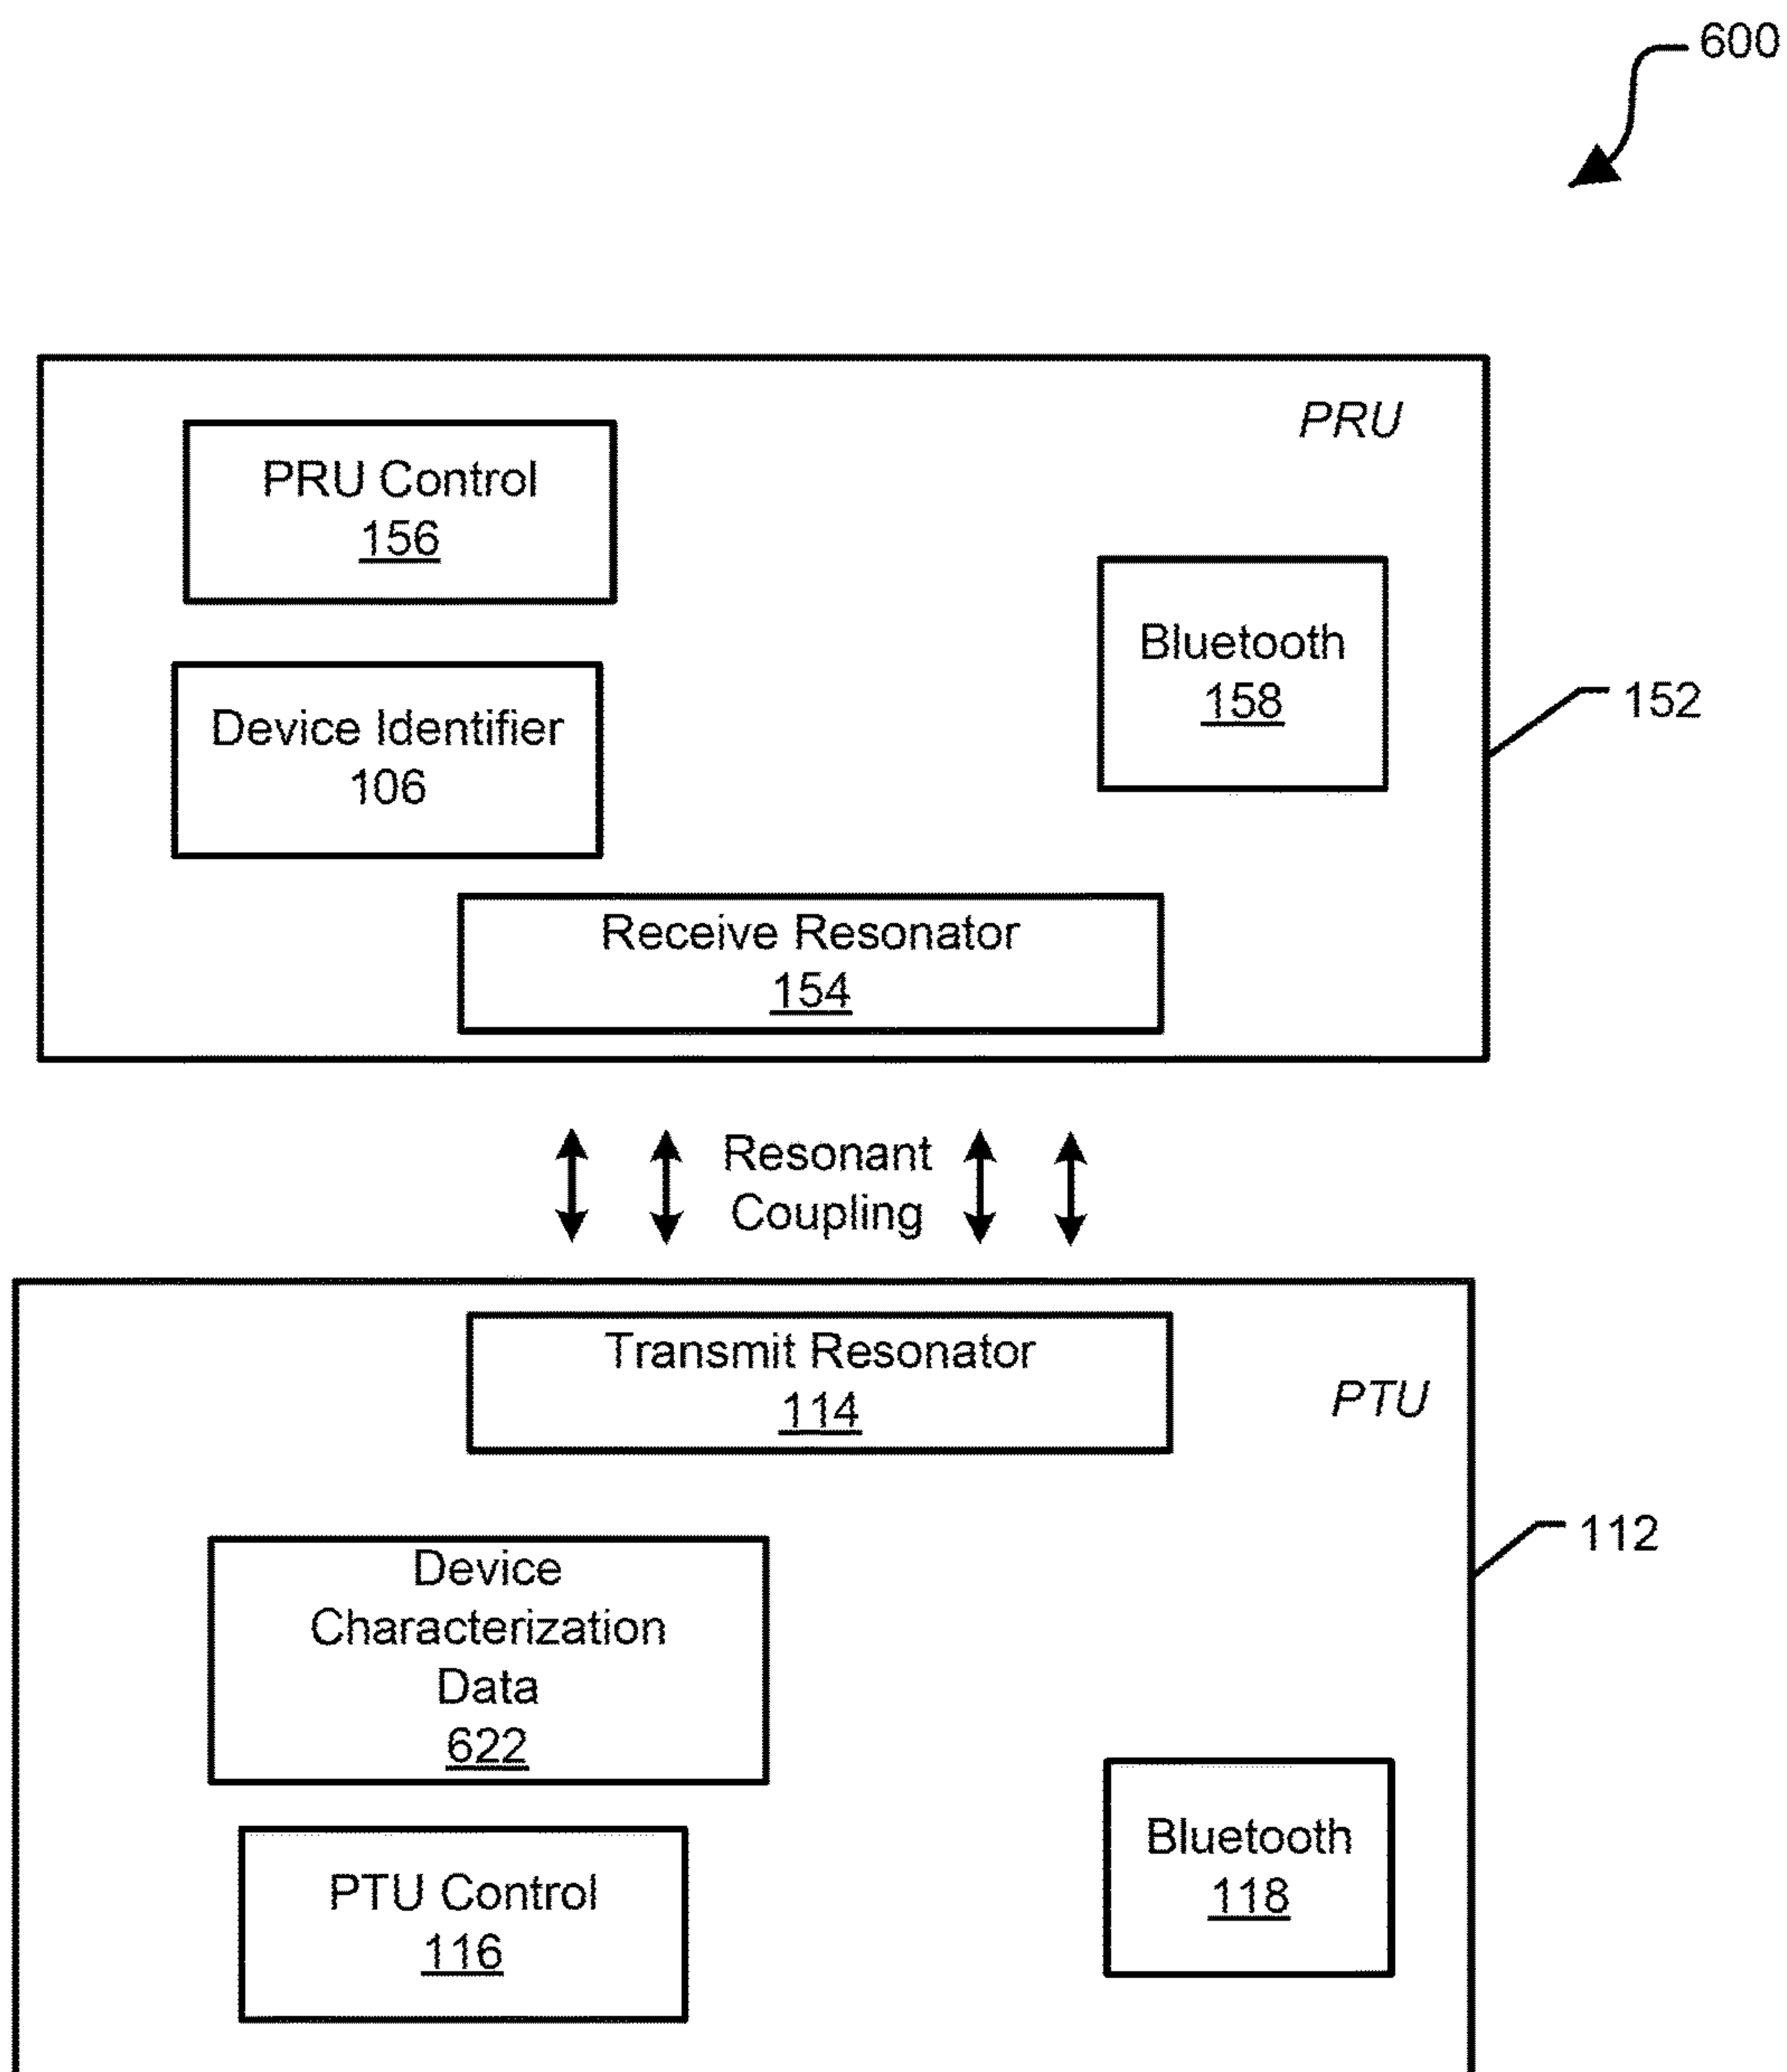 600
PRU
PRU Control
156
Bluetooth
158
152
Device Identifier
106
Receive Resonator
154
Resonant
Coupling
Transmit Resonator
114
PTU
112
Device
Characterization
Data
622
Bluetooth
118
PTU Control
116